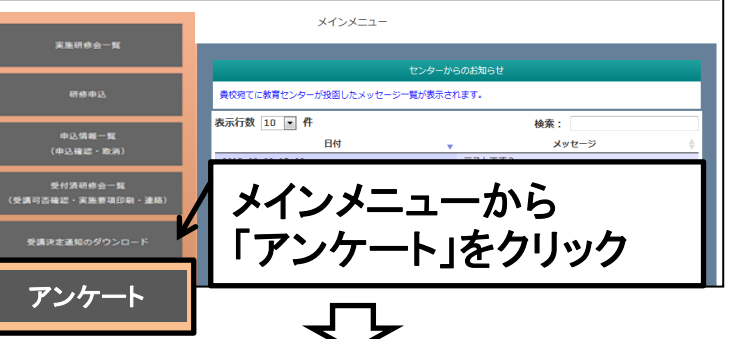 メインメニュー
実施研修会一覧
センターからのお知らせ
研修申込
貴校宛てに教育センターが投函したメッセージ一覧が表示されます。
表示行数 10 件
検索：
日付
メッセージ
申込情報一覧
（申込確認・取消）
受付済研修会一覧
（受講可否確認・実施要項印刷・連絡）
受講決定通知のダウンロード
メインメニューから
「アンケート」をクリック
アンケート